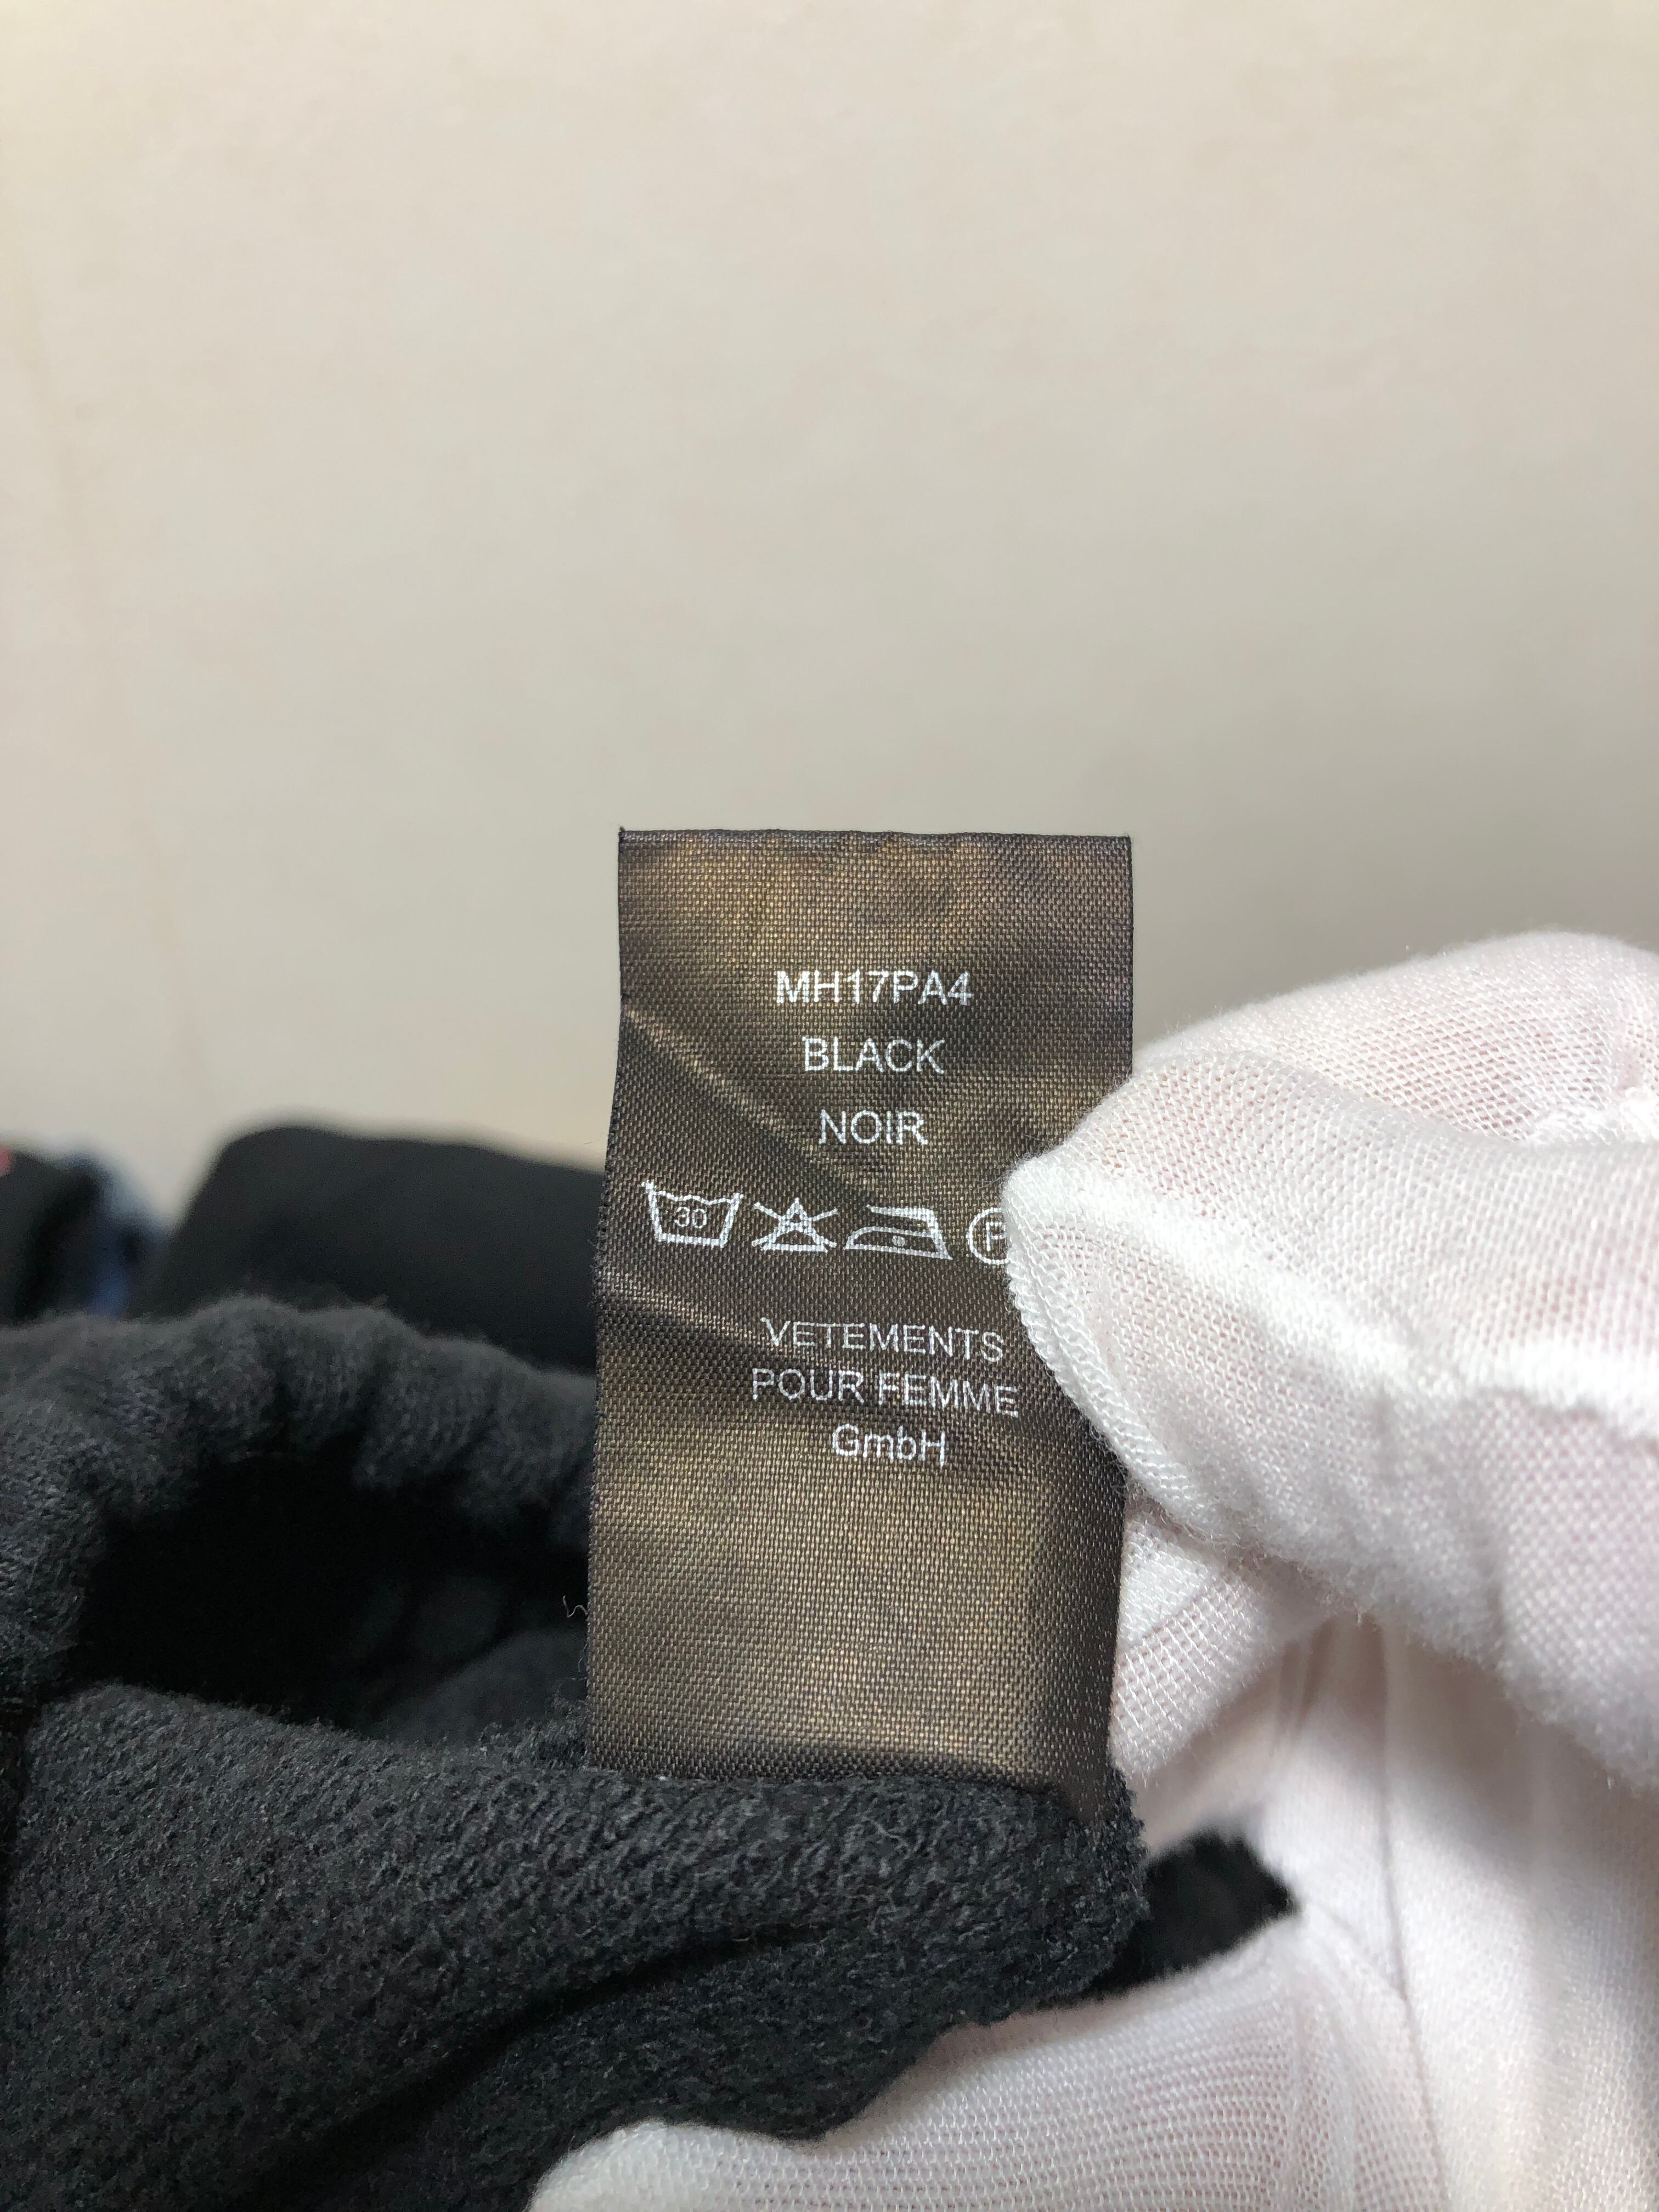 MH17PA4
BLACK
NOIR
30 A P
VETEMENTS
POUR FEMME
GmbH